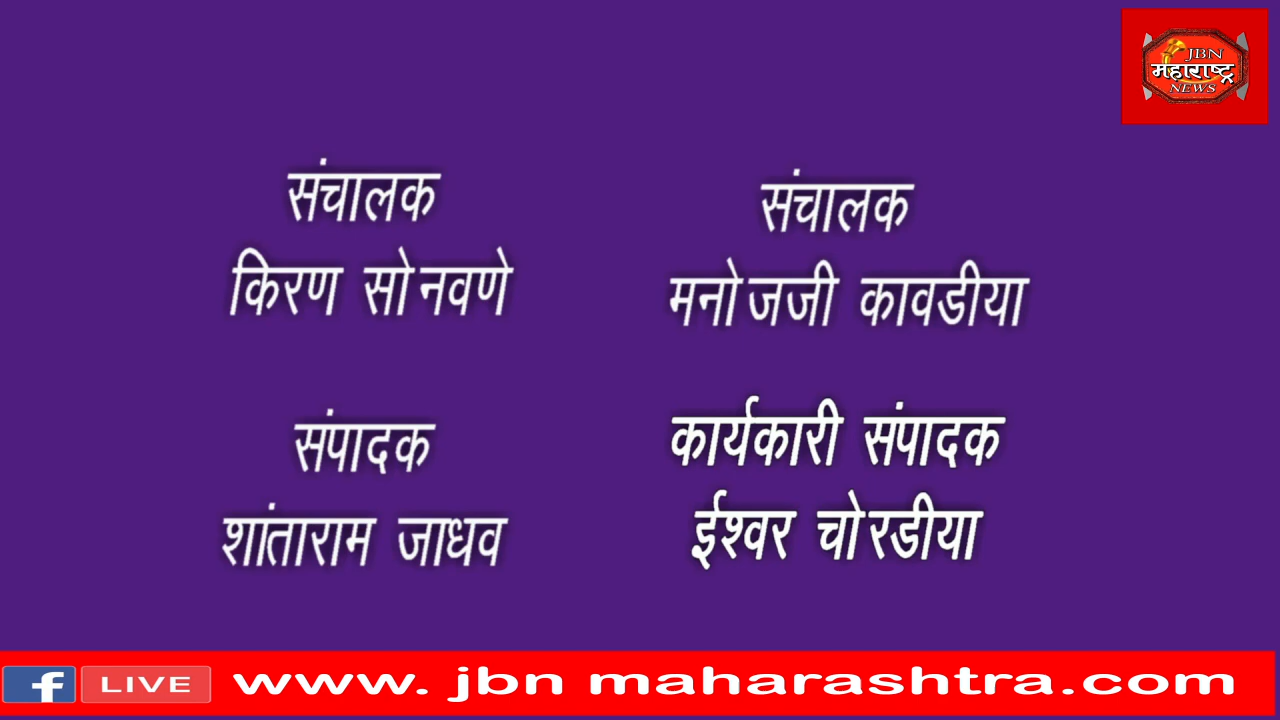 JBN
महाराष्ट्र
NEWS
संचालक
किरण सोनवणे
संचालक
मनोजजी कावडीया
संपादक
शांताराम जाधव
कार्यकारी संपादक
ईश्वर चोरडीया
f LIVE www. jbn maharashtra.com